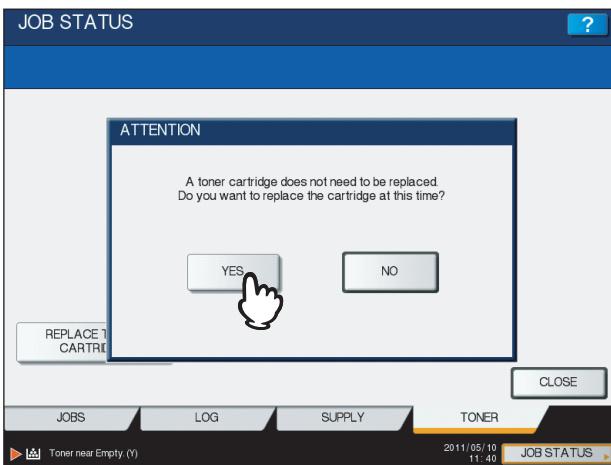 JOB STATUS
?
ATTENTION
A toner cartridge does not need to be replaced.
Do you want to replace the cartridge at this time?
YES
NO
REPLACE T
CARTRI
CLOSE
JOBS
LOG
SUPPLY
TONER
Toner near Empty. (Y)
2011/05/10
11:40
JOB STATUS